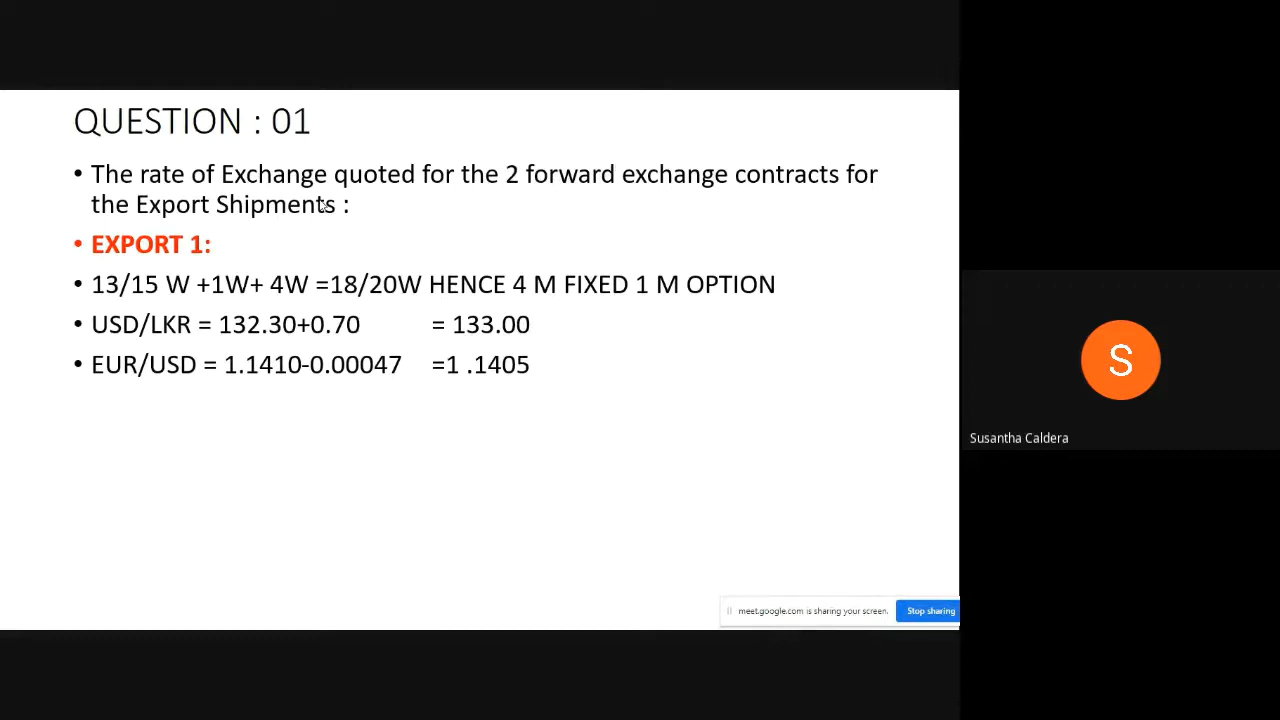 QUESTION : 01
• The rate of Exchange quoted for the 2 forward exchange contracts for
the Export Shipments :
• EXPORT 1:
• 13/15 W +1W+ 4W =18/20W HENCE 4 M FIXED 1 M OPTION
• USD/LKR = 132.30+0.70 = 133.00
• EUR/USD = 1.1410-0.00047 =1 .1405
S
Susantha Caldera
meet.google.com is sharing your screen. Stop sharing